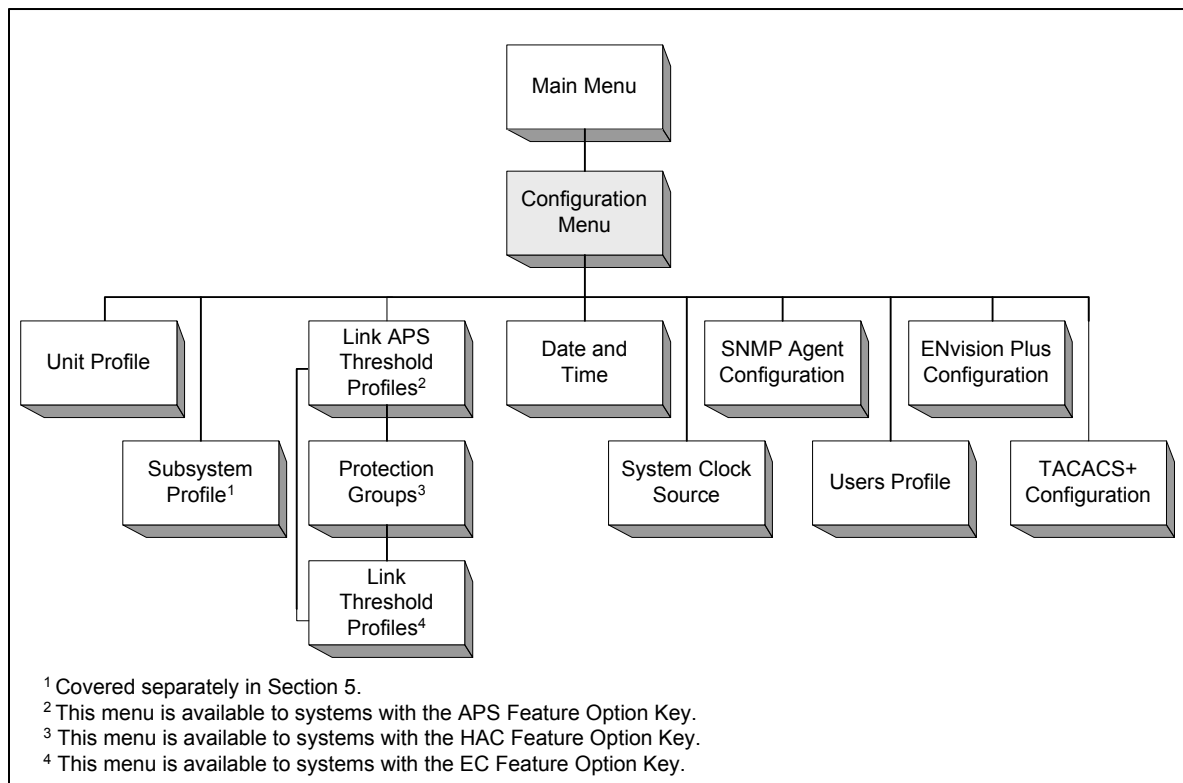 Main Menu
Configuration
Menu
Unit Profile
Link APS
Threshold
Profiles²
Date and
Time
SNMP Agent
Configuration
ENvision Plus
Configuration
Subsystem
Profile¹
Protection
Groups³
System Clock
Source
Users Profile
TACACS+
Configuration
Link
Threshold
Profiles⁴
¹ Covered separately in Section 5.
² This menu is available to systems with the APS Feature Option Key.
³ This menu is available to systems with the HAC Feature Option Key.
⁴ This menu is available to systems with the EC Feature Option Key.